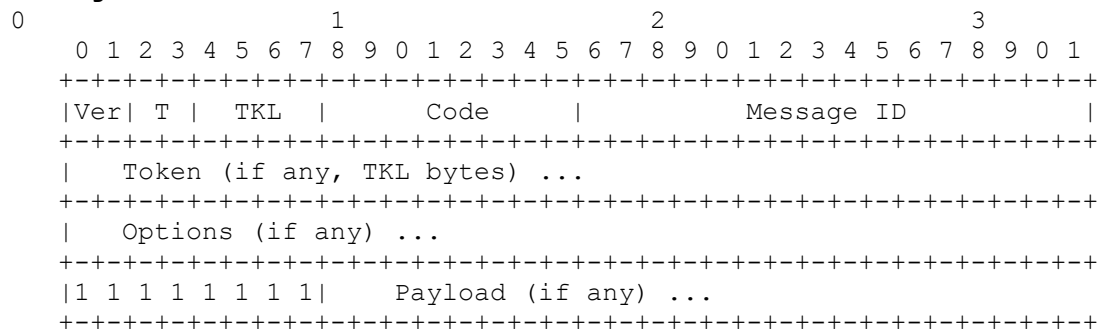 0                   1                   2                   3
    0 1 2 3 4 5 6 7 8 9 0 1 2 3 4 5 6 7 8 9 0 1 2 3 4 5 6 7 8 9 0 1
   +-+-+-+-+-+-+-+-+-+-+-+-+-+-+-+-+-+-+-+-+-+-+-+-+-+-+-+-+-+-+-+-+
   |Ver| T |  TKL  |      Code     |          Message ID           |
   +-+-+-+-+-+-+-+-+-+-+-+-+-+-+-+-+-+-+-+-+-+-+-+-+-+-+-+-+-+-+-+-+
   |   Token (if any, TKL bytes) ...
   +-+-+-+-+-+-+-+-+-+-+-+-+-+-+-+-+-+-+-+-+-+-+-+-+-+-+-+-+-+-+-+-+
   |   Options (if any) ...
   +-+-+-+-+-+-+-+-+-+-+-+-+-+-+-+-+-+-+-+-+-+-+-+-+-+-+-+-+-+-+-+-+
   |1 1 1 1 1 1 1 1|    Payload (if any) ...
   +-+-+-+-+-+-+-+-+-+-+-+-+-+-+-+-+-+-+-+-+-+-+-+-+-+-+-+-+-+-+-+-+